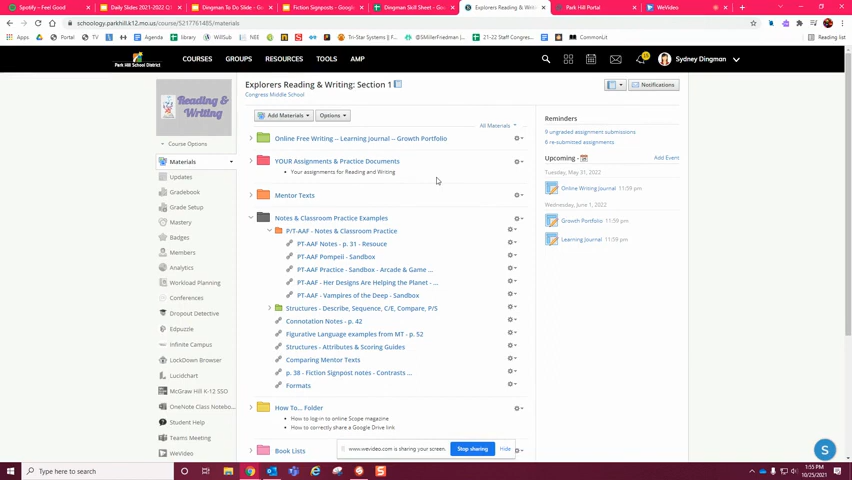 Spotify – Feel Good
Daily Slides 2021-22 Q1
Dingman To Do Slide -
Fiction Signposts - Google
Dingman Skill Sheet - Google
Explorers Reading & Writing
Park Hill Portal
WeVideo
schoology.parkhill.k12.mo.us/course/5217761485/materials
Library
WillSub
NEE
Portal
TV
DO
Agenda
Tri-Star Systems | F...
@SMillerFriedman |...
21-22 Staff Congres...
CommonLit
Reading list
Park Hill School District
COURSES
GROUPS
RESOURCES
TOOLS
AMP
Sydney Dingman
Reading & Writing
Course Options
Materials
Updates
Gradebook
Grade Setup
Mastery
Badges
Members
Analytics
Workload Planning
Conferences
Dropout Detective
Edpuzzle
Infinite Campus
LockDown Browser
Lucidchart
McGraw Hill K-12 SSO
OneNote Class Notebo...
Student Help
Teams Meeting
WeVideo
Explorers Reading & Writing: Section 1
Congress Middle School
Add Materials
Options
All Materials
Online Free Writing -- Learning Journal -- Growth Portfolio
YOUR Assignments & Practice Documents
Your assignments for Reading and Writing
Mentor Texts
Notes & Classroom Practice Examples
P/T-AAF - Notes & Classroom Practice
PT-AAF Notes - p. 31 - Resouce
PT-AAF Pompeii - Sandbox
PT-AAF Practice - Sandbox - Arcade & Game ...
PT-AAF - Her Designs Are Helping the Planet - ...
PT-AAF - Vampires of the Deep - Sandbox
Structures - Describe, Sequence, C/E, Compare, P/S
Connotation Notes - p. 42
Figurative Language examples from MT - p. 52
Structures - Attributes & Scoring Guides
Comparing Mentor Texts
p. 38 - Fiction Signpost notes - Contrasts ...
Formats
How To... Folder
How to log-in to online Scope magazine
How to correctly share a Google Drive link
Book Lists
Notifications
Reminders
9 ungraded assignment submissions
6 re-submitted assignments
Upcoming
Add Event
Tuesday, May 31, 2022
Online Writing Journal 11:59 pm
Wednesday, June 1, 2022
Growth Portfolio 11:59 pm
Learning Journal 11:59 pm
www.wevideo.com is sharing your screen.
Stop sharing
Hide
S
Type here to search
1:55 PM
10/25/2021